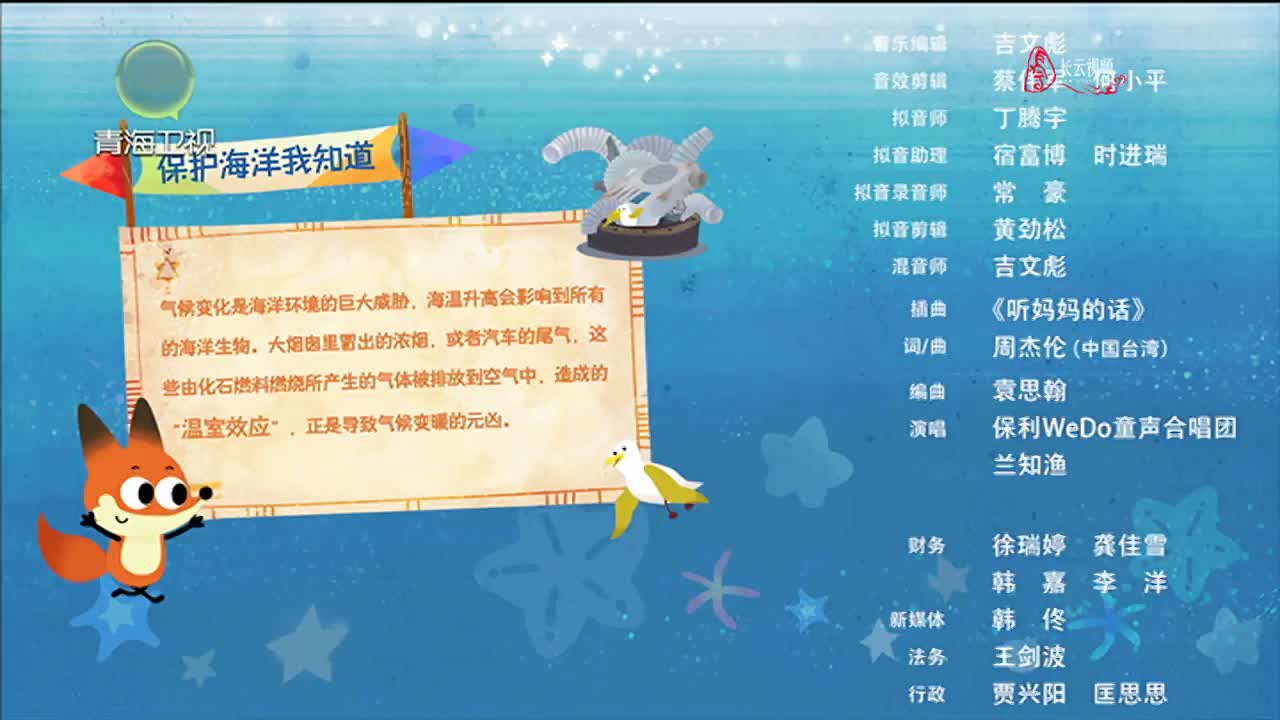 青海卫视
保护海洋我知道
气候变化是海洋环境的巨大威胁，海温升高会影响到所有
的海洋生物。大烟囱里冒出的浓烟，或者汽车的尾气，这
些由化石燃料燃烧所产生的气体被排放到空气中，造成的
“温室效应”，正是导致气候变暖的元凶。
长云视频
音乐编辑 吉文彪
音效剪辑 小平
拟音师 丁腾宇
拟音助理 宿富博 时进瑞
拟音录音师 常 豪
拟音剪辑 黄劲松
混音师 吉文彪
插曲 《听妈妈的话》
词/曲 周杰伦（中国台湾）
编曲 袁思翰
演唱 保利WeDo童声合唱团
兰知渔
财务 徐瑞婷 龚佳雪
韩 嘉 李 洋
新媒体 韩 佟
法务 王剑波
行政 贾兴阳 匡思思